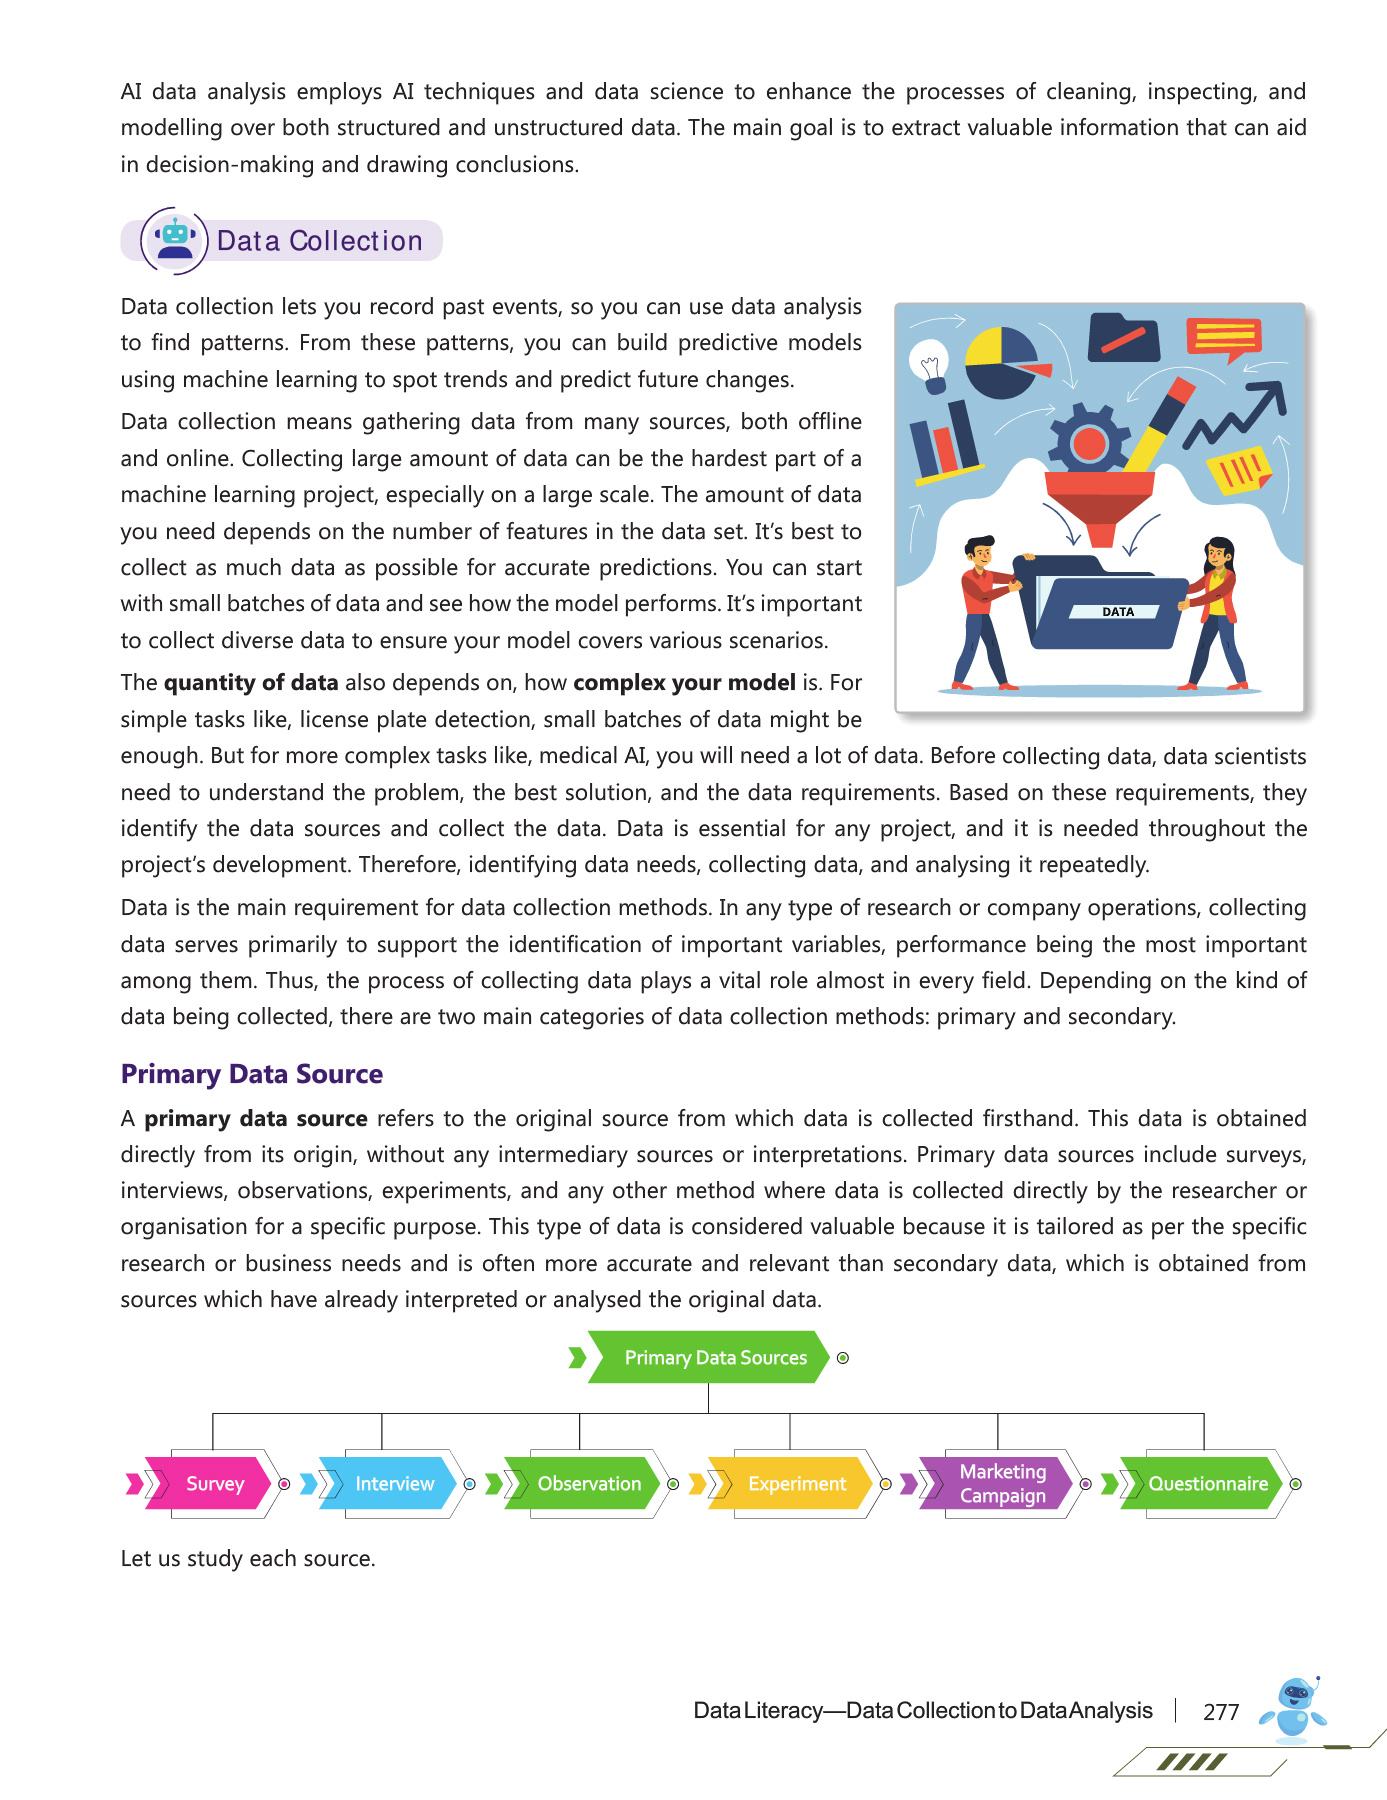 AI data analysis employs AI techniques and data science to enhance the processes of cleaning, inspecting, and
modelling over both structured and unstructured data. The main goal is to extract valuable information that can aid
in decision-making and drawing conclusions.
Data Collection
Data collection lets you record past events, so you can use data analysis
to find patterns. From these patterns, you can build predictive models
using machine learning to spot trends and predict future changes.
Data collection means gathering data from many sources, both offline
and online. Collecting large amount of data can be the hardest part of a
machine learning project, especially on a large scale. The amount of data
you need depends on the number of features in the data set. It’s best to
collect as much data as possible for accurate predictions. You can start
with small batches of data and see how the model performs. It’s important
to collect diverse data to ensure your model covers various scenarios.
DATA
The quantity of data also depends on, how complex your model is. For
simple tasks like, license plate detection, small batches of data might be
enough. But for more complex tasks like, medical AI, you will need a lot of data. Before collecting data, data scientists
need to understand the problem, the best solution, and the data requirements. Based on these requirements, they
identify the data sources and collect the data. Data is essential for any project, and it is needed throughout the
project’s development. Therefore, identifying data needs, collecting data, and analysing it repeatedly.
Data is the main requirement for data collection methods. In any type of research or company operations, collecting
data serves primarily to support the identification of important variables, performance being the most important
among them. Thus, the process of collecting data plays a vital role almost in every field. Depending on the kind of
data being collected, there are two main categories of data collection methods: primary and secondary.
Primary Data Source
A primary data source refers to the original source from which data is collected firsthand. This data is obtained
directly from its origin, without any intermediary sources or interpretations. Primary data sources include surveys,
interviews, observations, experiments, and any other method where data is collected directly by the researcher or
organisation for a specific purpose. This type of data is considered valuable because it is tailored as per the specific
research or business needs and is often more accurate and relevant than secondary data, which is obtained from
sources which have already interpreted or analysed the original data.
Primary Data Sources
Survey
Interview
Observation
Experiment
Marketing
Campaign
Questionnaire
Let us study each source.
Data Literacy—Data Collection to Data Analysis
277